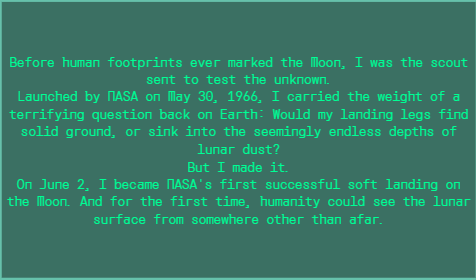 Before human footprints ever marked the Moon, I was the scout
sent to test the unknown.
Launched by NASA on May 30, 1966, I carried the weight of a
terrifying question back on Earth: Would my landing legs find
solid ground, or sink into the seemingly endless depths of
lunar dust?
But I made it.
On June 2, I became NASA's first successful soft landing on
the Moon. And for the first time, humanity could see the lunar
surface from somewhere other than afar.